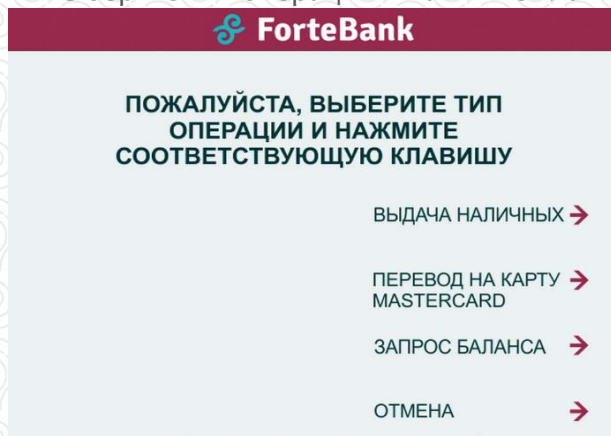 ForteBank
ПОЖАЛУЙСТА, ВЫБЕРИТЕ ТИП
ОПЕРАЦИИ И НАЖМИТЕ
СООТВЕТСТВУЮЩУЮ КЛАВИШУ
ВЫДАЧА НАЛИЧНЫХ
ПЕРЕВОД НА КАРТУ
MASTERCARD
ЗАПРОС БАЛАНСА
ОТМЕНА